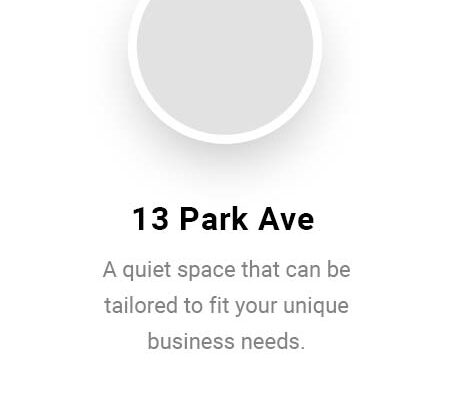 13 Park Ave
A quiet space that can be
tailored to fit your unique
business needs.